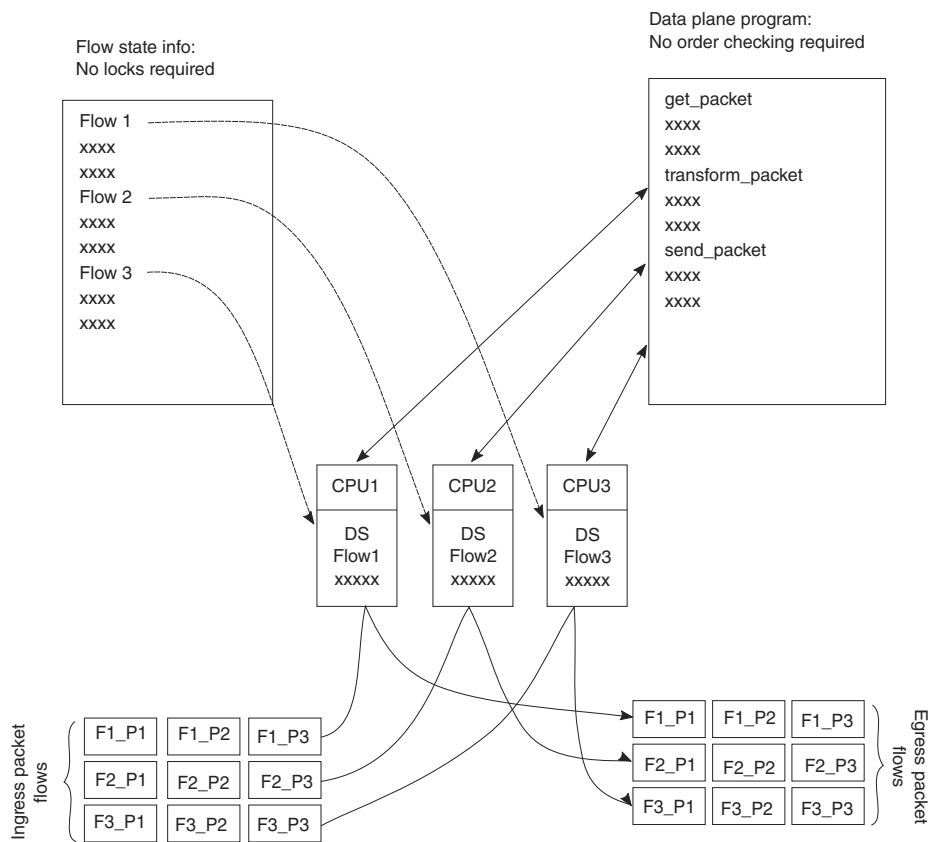 Flow state info:
No locks required
Data plane program:
No order checking required
Flow 1
xxxx
xxxx
Flow 2
xxxx
xxxx
Flow 3
xxxx
xxxx
get_packet
xxxx
xxxx
transform_packet
xxxx
xxxx
send_packet
xxxx
xxxx
CPU1
DS
Flow1
xxxxx
CPU2
DS
Flow2
xxxxx
CPU3
DS
Flow3
xxxxx
Ingress packet
flows
F1_P1 F1_P2 F1_P3
F2_P1 F2_P2 F2_P3
F3_P1 F3_P2 F3_P3
F1_P1 F1_P2 F1_P3
F2_P1 F2_P2 F2_P3
F3_P1 F3_P2 F3_P3
Egress packet
flows